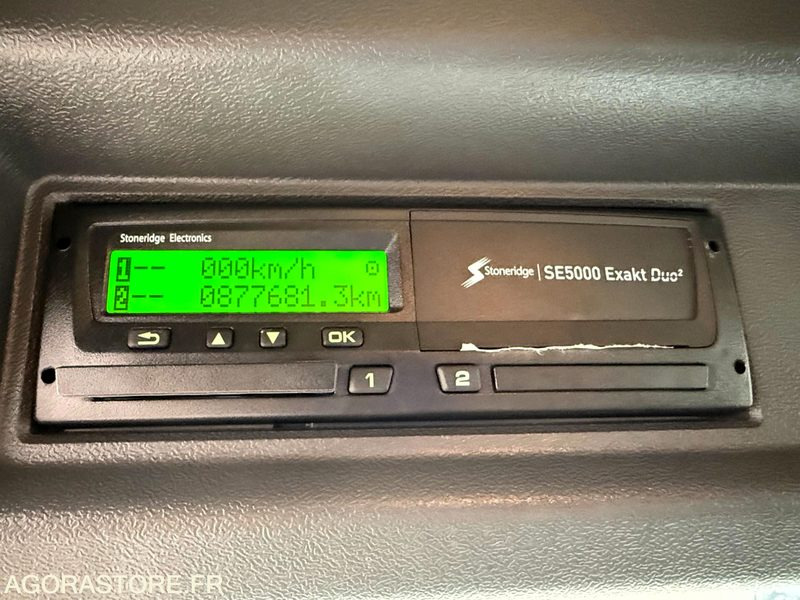 Stoneridge Electronics
1-- 000km/h
2-- 0877681.3km
Stoneridge | SE5000 Exakt Duo²
OK
1
2
AGORASTORE.FR